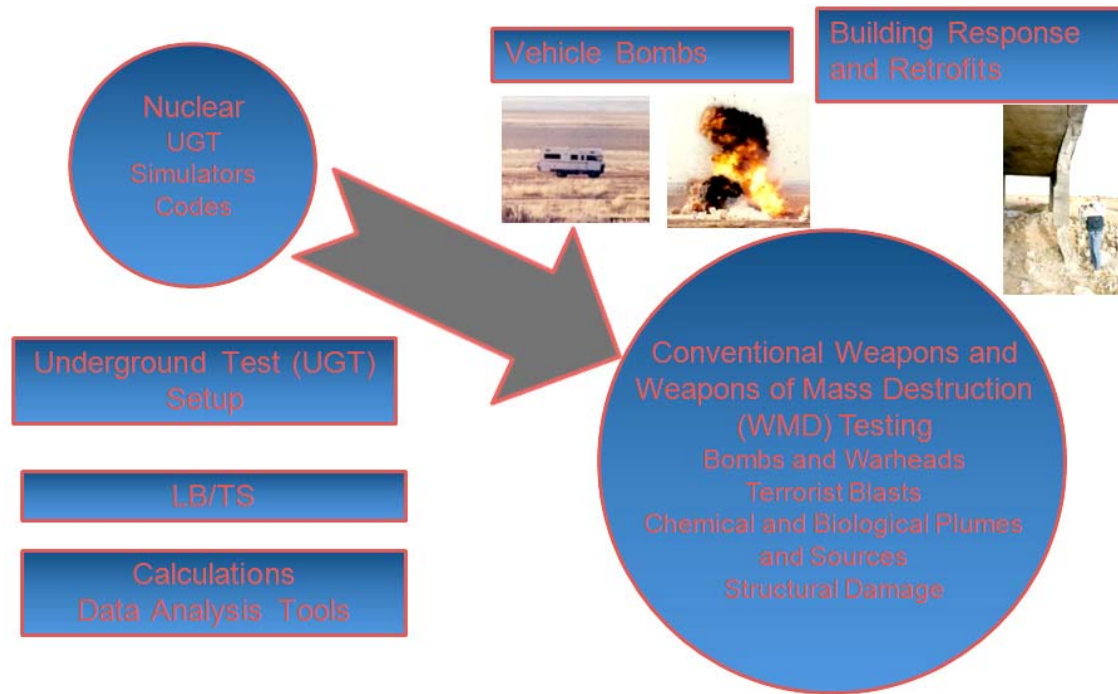 Vehicle Bombs
Building Response
and Retrofits
Nuclear
UGT
Simulators
Codes
Underground Test (UGT)
Setup
LB/TS
Calculations
Data Analysis Tools
Conventional Weapons and
Weapons of Mass Destruction
(WMD) Testing
Bombs and Warheads
Terrorist Blasts
Chemical and Biological Plumes
and Sources
Structural Damage